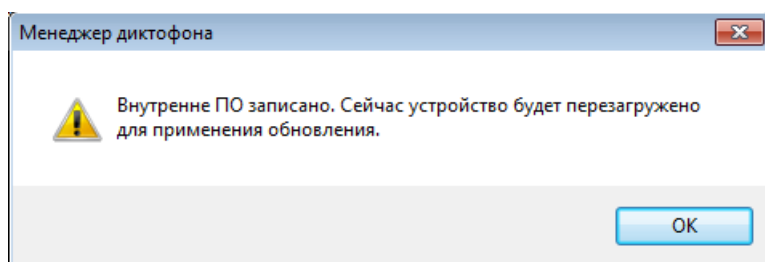 Менеджер диктофона
Внутренне ПО записано. Сейчас устройство будет перезагружено
для применения обновления.
OK